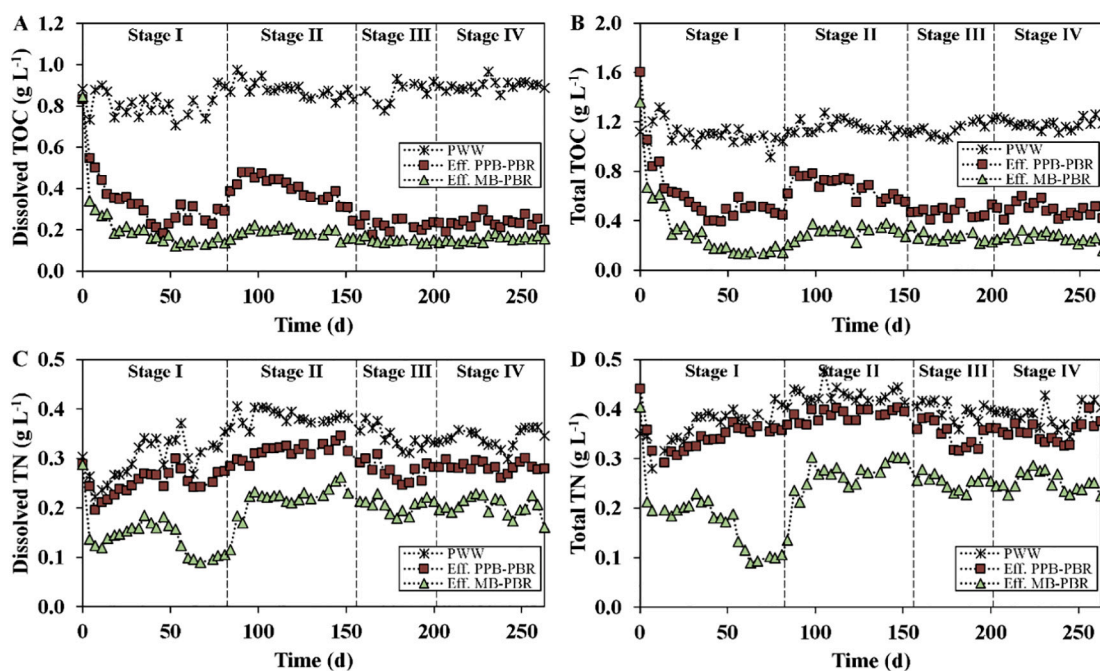 A
Stage I Stage II Stage III Stage IV
Dissolved TOC (g L-1)
1.2
1.0
0.8
0.6
0.4
0.2
0.0
PWW
Eff. PPB-PBR
Eff. MB-PBR
0 50 100 150 200 250
Time (d)
B
Stage I Stage II Stage III Stage IV
Total TOC (g L-1)
2.0
1.6
1.2
0.8
0.4
0.0
PWW
Eff. PPB-PBR
Eff. MB-PBR
0 50 100 150 200 250
Time (d)
C
Stage I Stage II Stage III Stage IV
Dissolved TN (g L-1)
0.5
0.4
0.3
0.2
0.1
0.0
PWW
Eff. PPB-PBR
Eff. MB-PBR
0 50 100 150 200 250
Time (d)
D
Stage I Stage II Stage III Stage IV
Total TN (g L-1)
0.5
0.4
0.3
0.2
0.1
0.0
PWW
Eff. PPB-PBR
Eff. MB-PBR
0 50 100 150 200 250
Time (d)